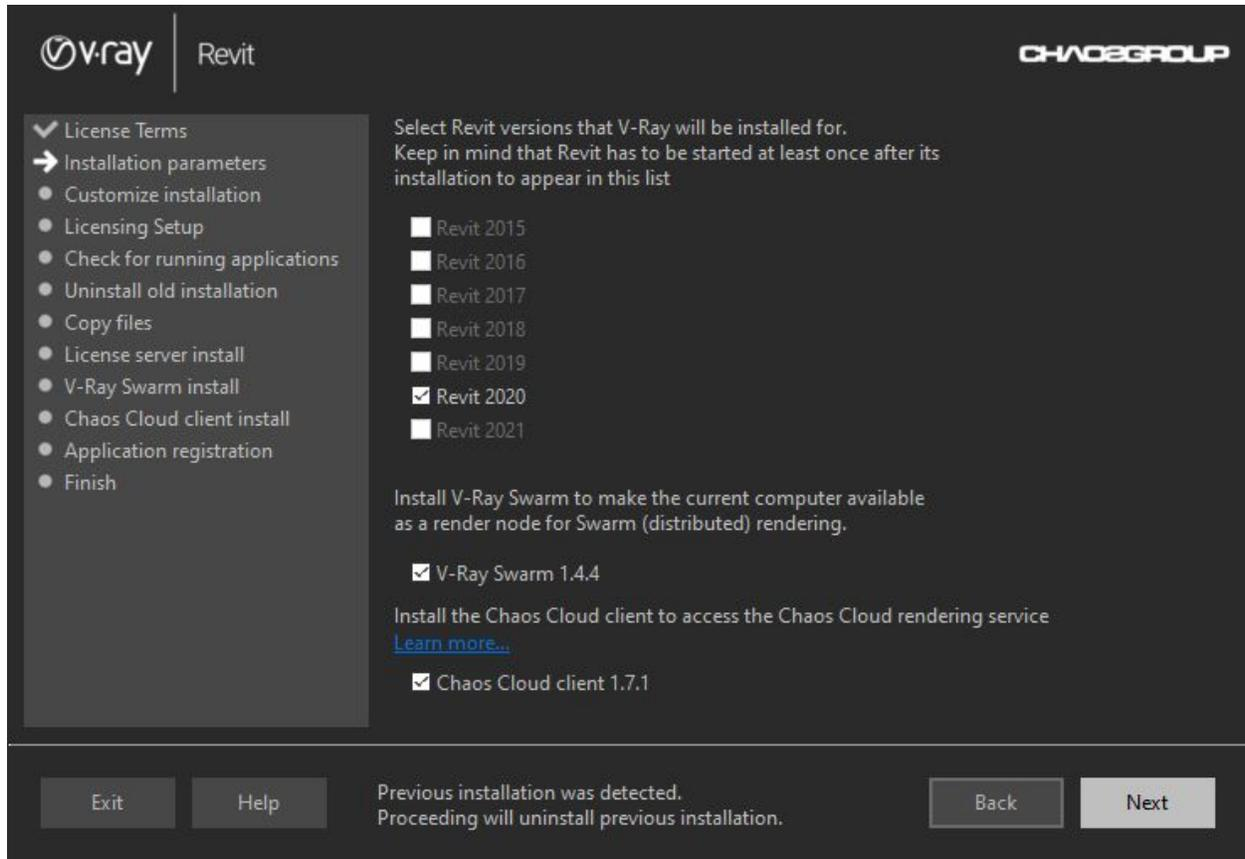 v·ray
Revit
CHAOSGROUP
License Terms
Installation parameters
Customize installation
Licensing Setup
Check for running applications
Uninstall old installation
Copy files
License server install
V-Ray Swarm install
Chaos Cloud client install
Application registration
Finish
Select Revit versions that V-Ray will be installed for.
Keep in mind that Revit has to be started at least once after its
installation to appear in this list
Revit 2015
Revit 2016
Revit 2017
Revit 2018
Revit 2019
Revit 2020
Revit 2021
Install V-Ray Swarm to make the current computer available
as a render node for Swarm (distributed) rendering.
V-Ray Swarm 1.4.4
Install the Chaos Cloud client to access the Chaos Cloud rendering service
Learn more...
Chaos Cloud client 1.7.1
Exit
Help
Previous installation was detected.
Proceeding will uninstall previous installation.
Back
Next